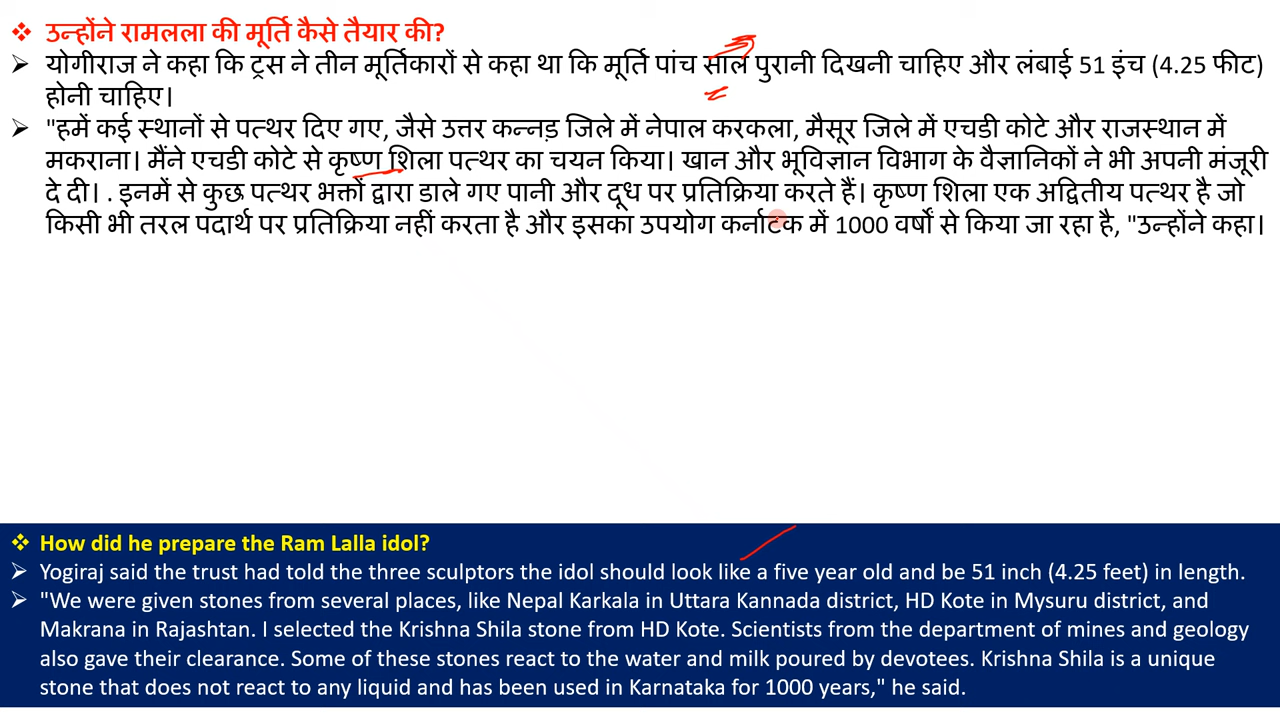 ❖ उन्होंने रामलला की मूर्ति कैसे तैयार की?
➢ योगीराज ने कहा कि ट्रस ने तीन मूर्तिकारों से कहा था कि मूर्ति पांच साल पुरानी दिखनी चाहिए और लंबाई 51 इंच (4.25 फीट)
होनी चाहिए।
➢ "हमें कई स्थानों से पत्थर दिए गए, जैसे उत्तर कन्नड़ जिले में नेपाल करकला, मैसूर जिले में एचडी कोटे और राजस्थान में
मकराना। मैंने एचडी कोटे से कृष्ण शिला पत्थर का चयन किया। खान और भूविज्ञान विभाग के वैज्ञानिकों ने भी अपनी मंजूरी
दे दी। . इनमें से कुछ पत्थर भक्तों द्वारा डाले गए पानी और दूध पर प्रतिक्रिया करते हैं। कृष्ण शिला एक अद्वितीय पत्थर है जो
किसी भी तरल पदार्थ पर प्रतिक्रिया नहीं करता है और इसका उपयोग कर्नाटक में 1000 वर्षों से किया जा रहा है, "उन्होंने कहा।
❖ How did he prepare the Ram Lalla idol?
➢ Yogiraj said the trust had told the three sculptors the idol should look like a five year old and be 51 inch (4.25 feet) in length.
➢ "We were given stones from several places, like Nepal Karkala in Uttara Kannada district, HD Kote in Mysuru district, and
Makrana in Rajashtan. I selected the Krishna Shila stone from HD Kote. Scientists from the department of mines and geology
also gave their clearance. Some of these stones react to the water and milk poured by devotees. Krishna Shila is a unique
stone that does not react to any liquid and has been used in Karnataka for 1000 years," he said.